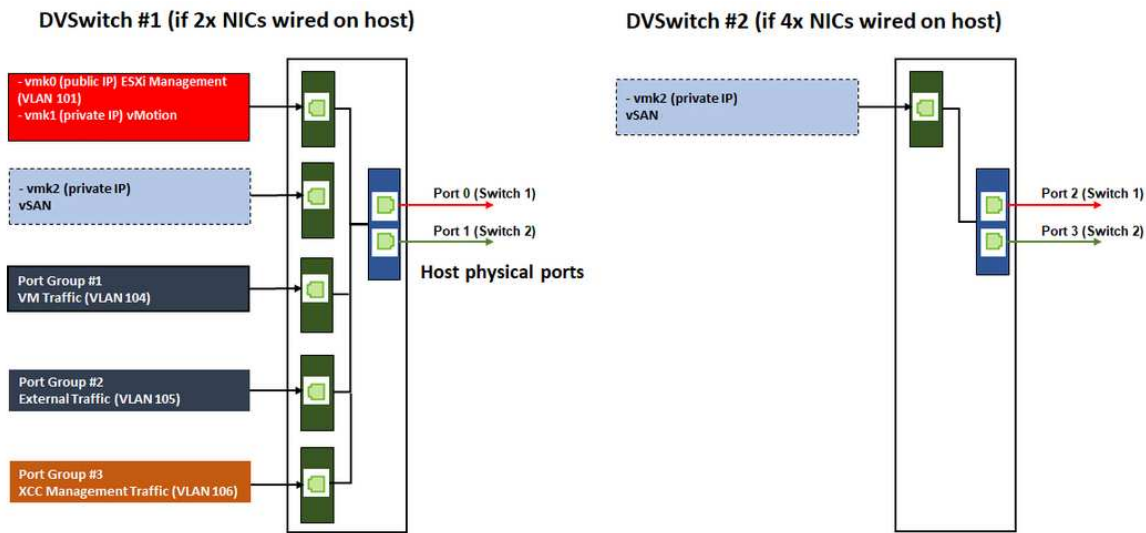 DVSwitch #1 (if 2x NICs wired on host)
- vmk0 (public IP) ESXi Management
(VLAN 101)
- vmk1 (private IP) vMotion
- vmk2 (private IP)
vSAN
Port Group #1
VM Traffic (VLAN 104)
Port Group #2
External Traffic (VLAN 105)
Port Group #3
XCC Management Traffic (VLAN 106)
Port 0 (Switch 1)
Port 1 (Switch 2)
Host physical ports
DVSwitch #2 (if 4x NICs wired on host)
- vmk2 (private IP)
vSAN
Port 2 (Switch 1)
Port 3 (Switch 2)